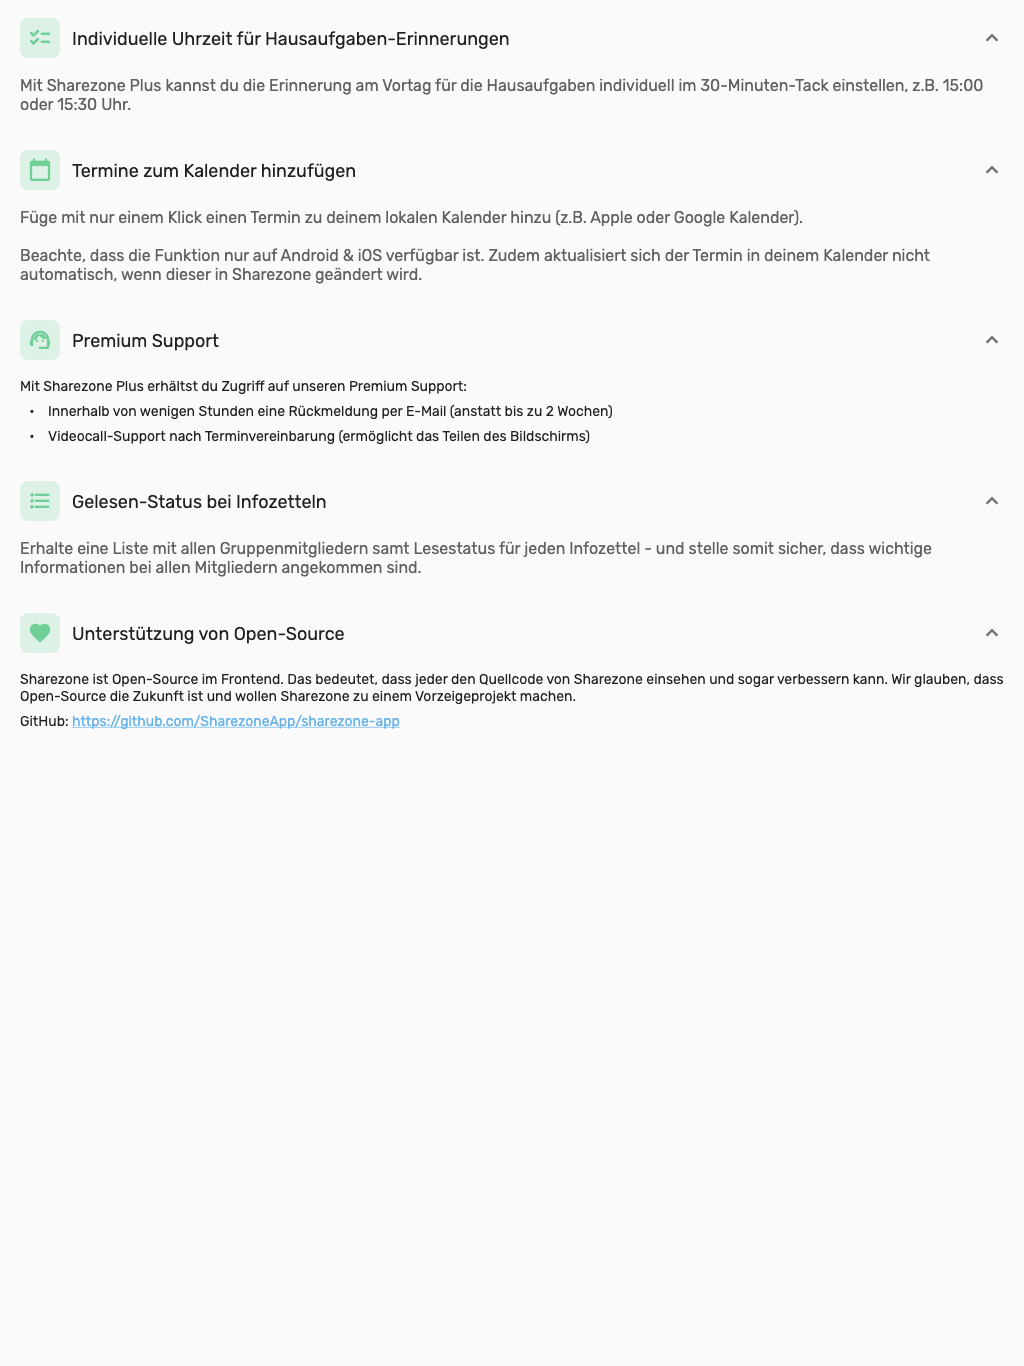 Individuelle Uhrzeit für Hausaufgaben-Erinnerungen
Mit Sharezone Plus kannst du die Erinnerung am Vortag für die Hausaufgaben individuell im 30-Minuten-Tack einstellen, z.B. 15:00
oder 15:30 Uhr.
Termine zum Kalender hinzufügen
Füge mit nur einem Klick einen Termin zu deinem lokalen Kalender hinzu (z.B. Apple oder Google Kalender).
Beachte, dass die Funktion nur auf Android & iOS verfügbar ist. Zudem aktualisiert sich der Termin in deinem Kalender nicht
automatisch, wenn dieser in Sharezone geändert wird.
Premium Support
Mit Sharezone Plus erhältst du Zugriff auf unseren Premium Support:
• Innerhalb von wenigen Stunden eine Rückmeldung per E-Mail (anstatt bis zu 2 Wochen)
• Videocall-Support nach Terminvereinbarung (ermöglicht das Teilen des Bildschirms)
Gelesen-Status bei Infozetteln
Erhalte eine Liste mit allen Gruppenmitgliedern samt Lesestatus für jeden Infozettel - und stelle somit sicher, dass wichtige
Informationen bei allen Mitgliedern angekommen sind.
Unterstützung von Open-Source
Sharezone ist Open-Source im Frontend. Das bedeutet, dass jeder den Quellcode von Sharezone einsehen und sogar verbessern kann. Wir glauben, dass
Open-Source die Zukunft ist und wollen Sharezone zu einem Vorzeigeprojekt machen.
GitHub: https://github.com/SharezoneApp/sharezone-app